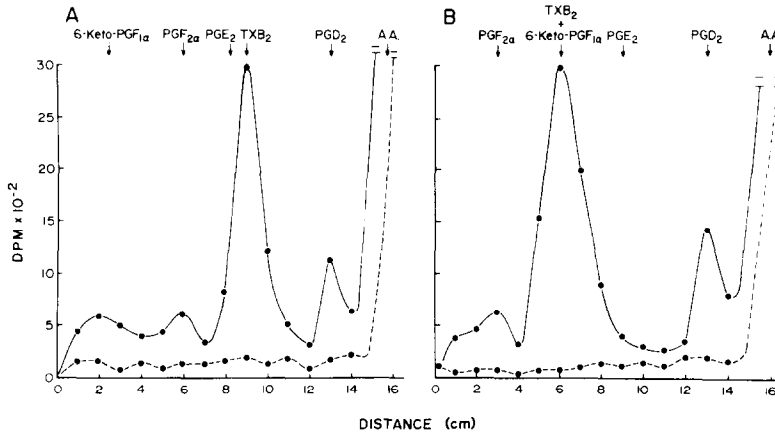 A
6-Keto-PGF1α PGF2α PGE2 TXB2 PGD2 A.A.
30
25
20
15
10
5
0
DPM x 10-2
0 2 4 6 8 10 12 14 16
B
TXB2
+
PGF2α 6-Keto-PGF1α PGE2 PGD2 A.A.
0 2 4 6 8 10 12 14 16
DISTANCE (cm)